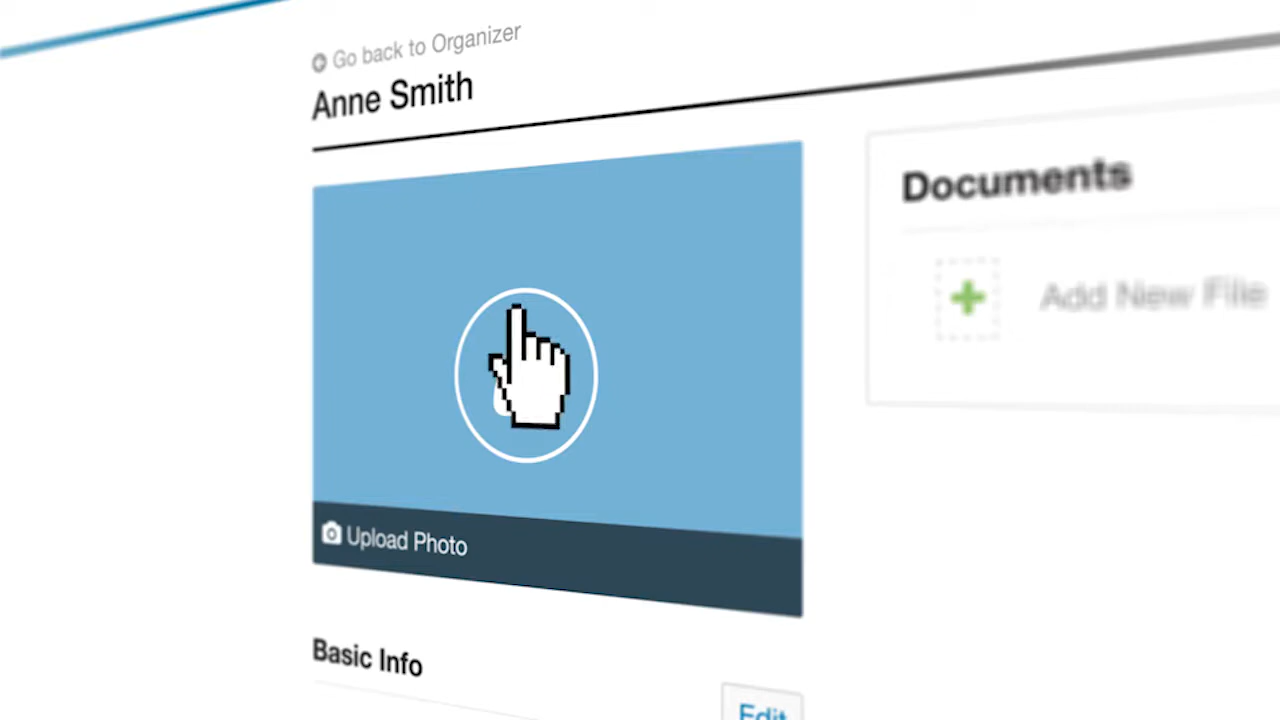 Go back to Organizer
Anne Smith
Documents
Add New File
Upload Photo
Basic Info
Edit